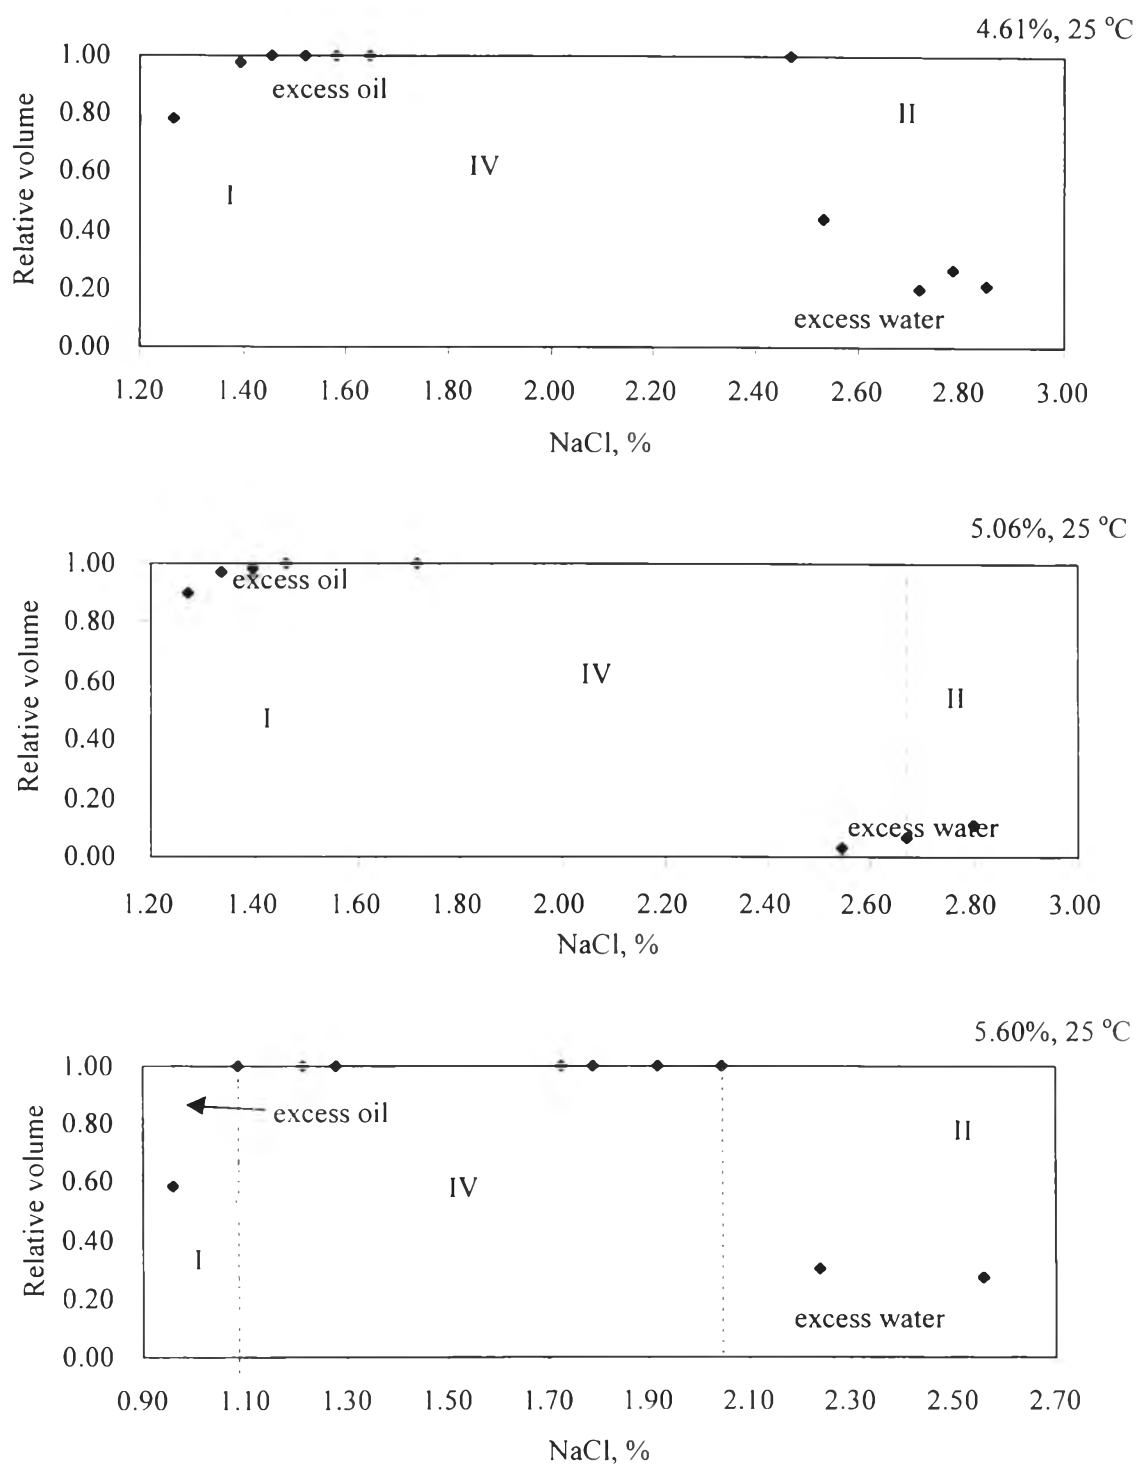 4.61%, 25 °C
1.00
excess oil
0.80
II
0.60
IV
I
0.40
0.20
excess water
0.00
Relative volume
1.20 1.40 1.60 1.80 2.00 2.20 2.40 2.60 2.80 3.00
NaCl, %
5.06%, 25 °C
1.00
excess oil
0.80
0.60
IV
II
I
0.40
0.20
excess water
0.00
Relative volume
1.20 1.40 1.60 1.80 2.00 2.20 2.40 2.60 2.80 3.00
NaCl, %
5.60%, 25 °C
1.00
excess oil
0.80
II
0.60
IV
0.40
I
0.20
excess water
0.00
Relative volume
0.90 1.10 1.30 1.50 1.70 1.90 2.10 2.30 2.50 2.70
NaCl, %